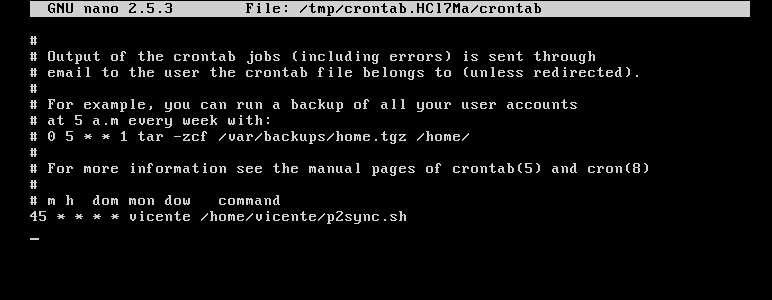 GNU nano 2.5.3 File: /tmp/crontab.HCl7Ma/crontab
#
# Output of the crontab jobs (including errors) is sent through
# email to the user the crontab file belongs to (unless redirected).
#
# For example, you can run a backup of all your user accounts
# at 5 a.m every week with:
# 0 5 * * 1 tar -zcf /var/backups/home.tgz /home/
#
# For more information see the manual pages of crontab(5) and cron(8)
#
# m h  dom mon dow   command
45 * * * * vicente /home/vicente/p2sync.sh